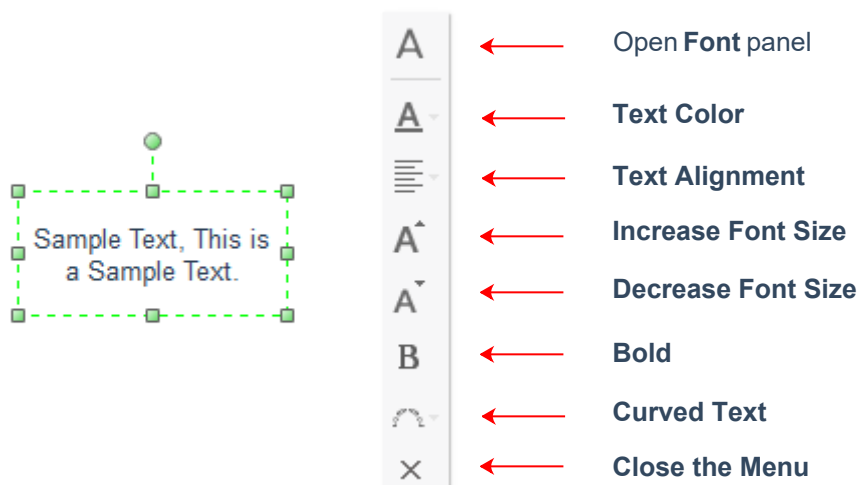 A
Open Font panel
A
Text Color
Text Alignment
Sample Text, This is
a Sample Text.
A
Increase Font Size
A
Decrease Font Size
B
Bold
Curved Text
Close the Menu